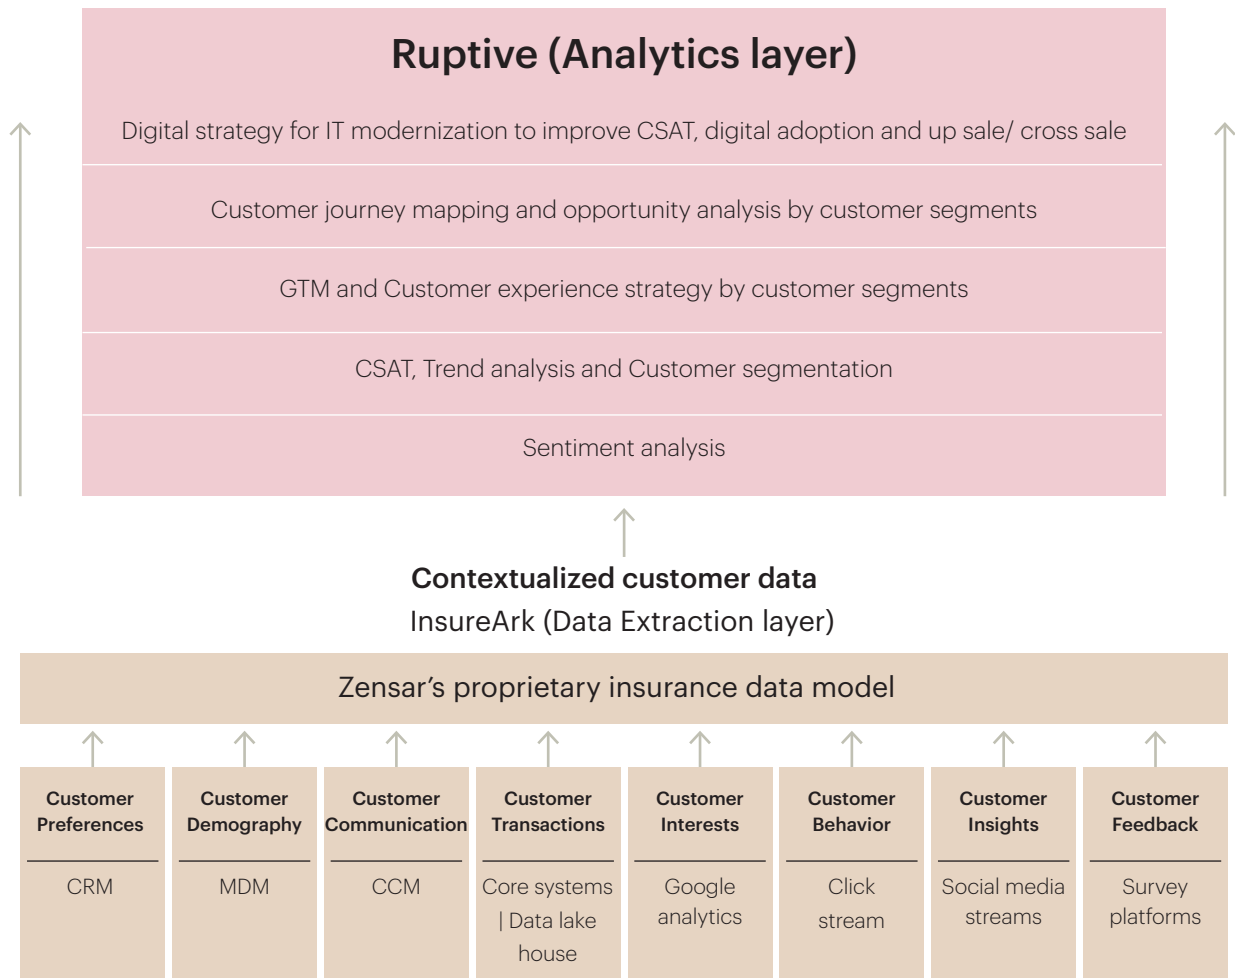 Ruptive (Analytics layer)
Digital strategy for IT modernization to improve CSAT, digital adoption and up sale/ cross sale
Customer journey mapping and opportunity analysis by customer segments
GTM and Customer experience strategy by customer segments
CSAT, Trend analysis and Customer segmentation
Sentiment analysis
Contextualized customer data
InsureArk (Data Extraction layer)
Zensar’s proprietary insurance data model
Customer
Preferences
CRM
Customer
Demography
MDM
Customer
Communication
CCM
Customer
Transactions
Core systems
| Data lake
house
Customer
Interests
Google
analytics
Customer
Behavior
Click
stream
Customer
Insights
Social media
streams
Customer
Feedback
Survey
platforms